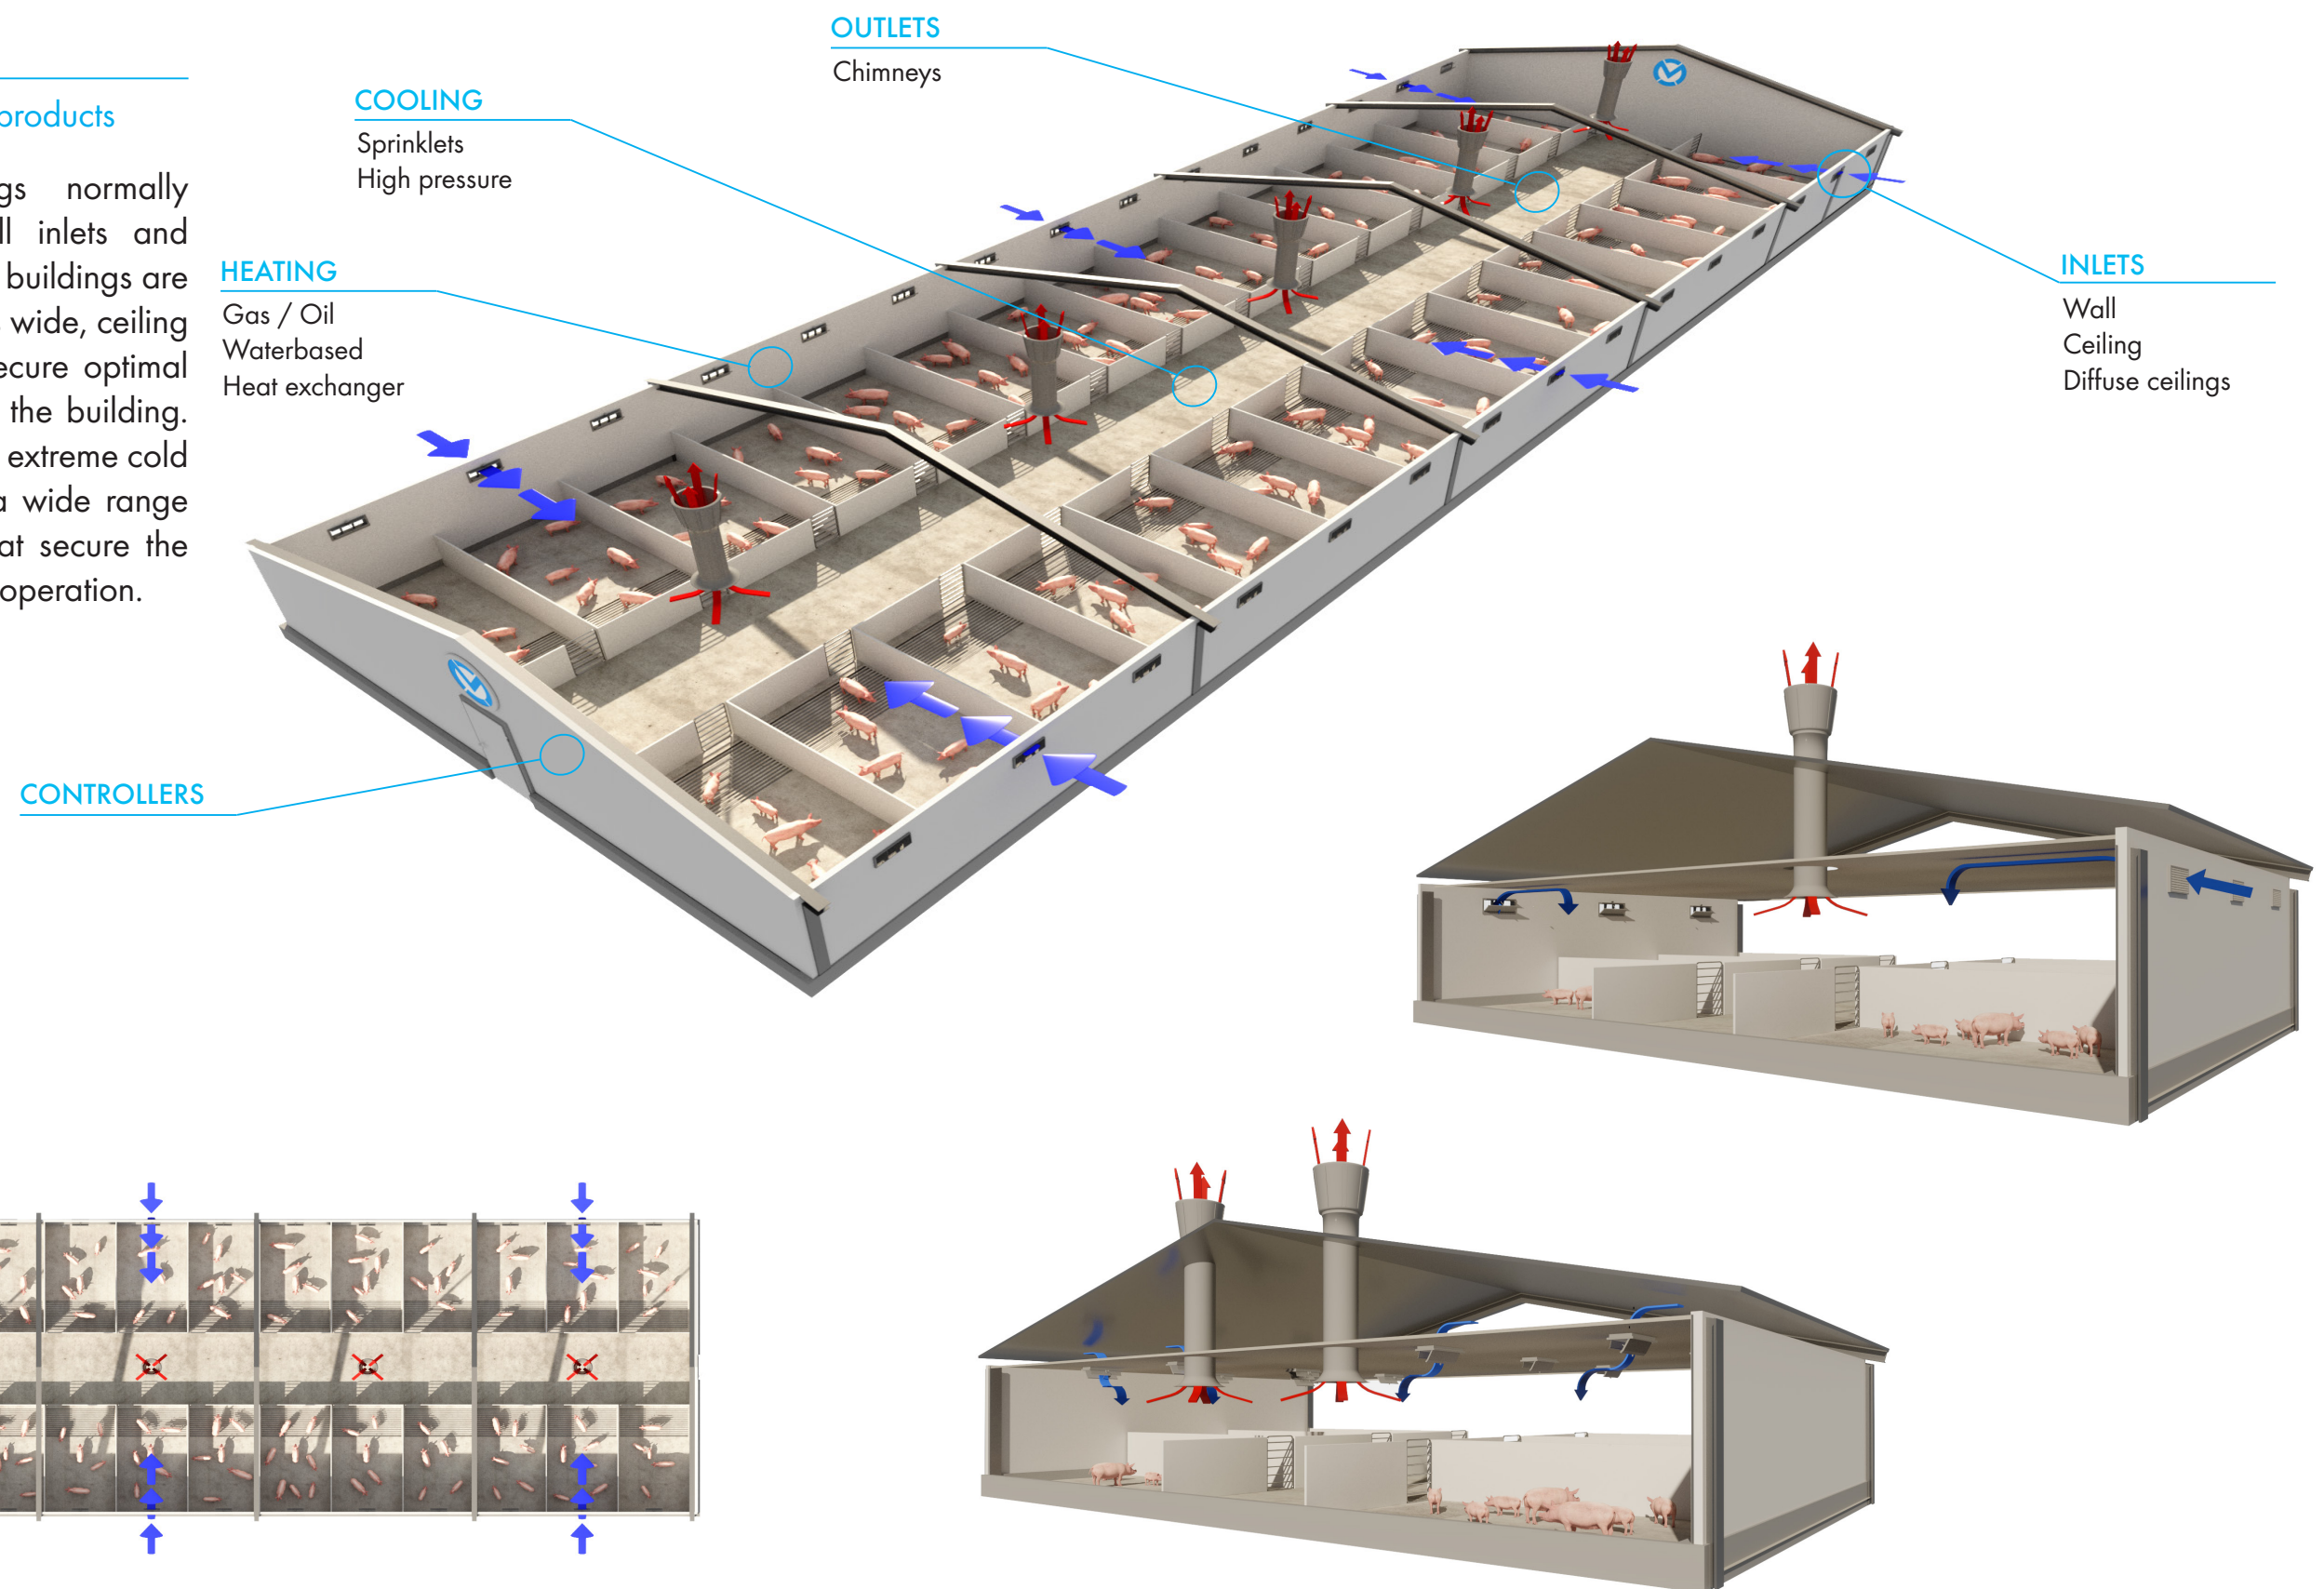 products
gs normally
ll inlets and
buildings are
wide, ceiling
ecure optimal
the building.
extreme cold
a wide range
at secure the
operation.
OUTLETS
Chimneys
COOLING
Sprinklets
High pressure
HEATING
Gas / Oil
Waterbased
Heat exchanger
INLETS
Wall
Ceiling
Diffuse ceilings
CONTROLLERS